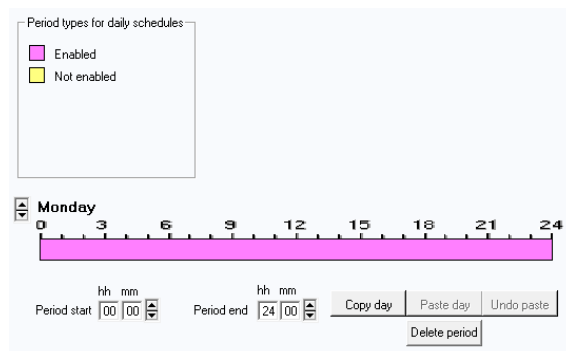 Period types for daily schedules
Enabled
Not enabled
Monday
0 3 6 9 12 15 18 21 24
hh mm hh mm
Period start 00 00 Period end 24 00 Copy day Paste day Undo paste
Delete period